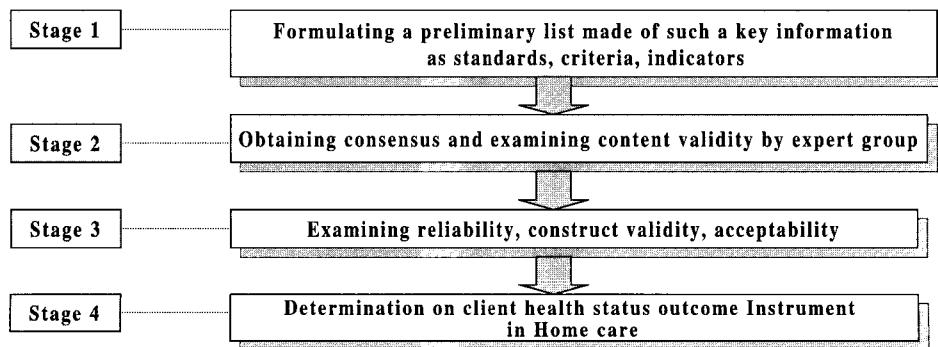 Stage 1
Formulating a preliminary list made of such a key information
as standards, criteria, indicators
Stage 2
Obtaining consensus and examining content validity by expert group
Stage 3
Examining reliability, construct validity, acceptability
Stage 4
Determination on client health status outcome Instrument
in Home care